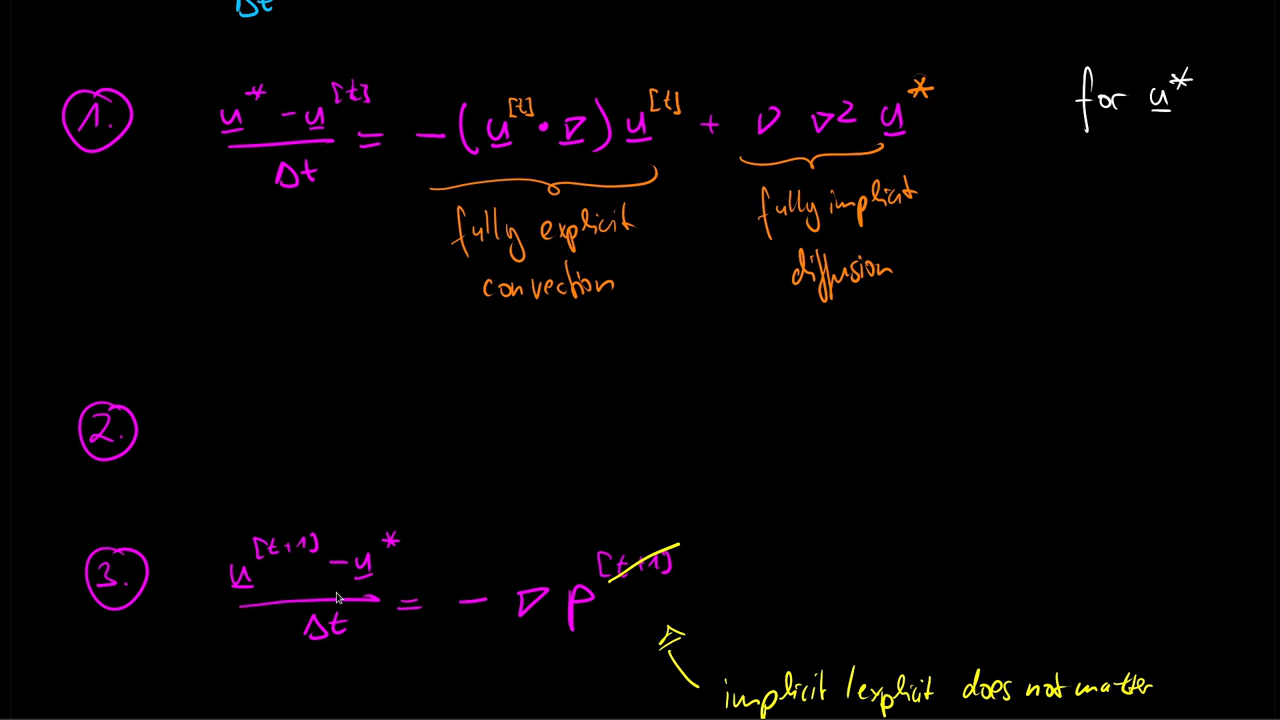 Δt
1. (u* - u^[t]) / Δt = -(u^[t] · ∇) u^[t] + ν ∇² u* for u*
fully explicit convection
fully implicit diffusion
2.
3. (u^[t+1] - u*) / Δt = - ∇ p^[t+1]
implicit / explicit does not matter